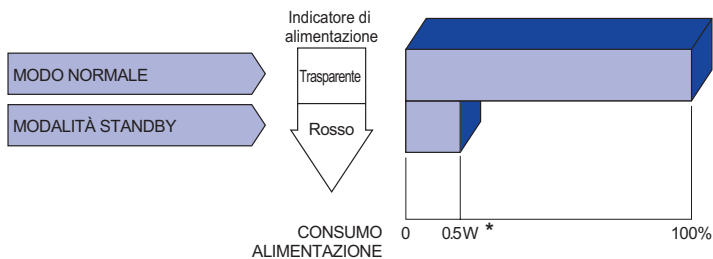 Indicatore di
alimentazione
MODO NORMALE
Trasparente
MODALITÀ STANDBY
Rosso
CONSUMO
ALIMENTAZIONE
0
0.5W *
100%